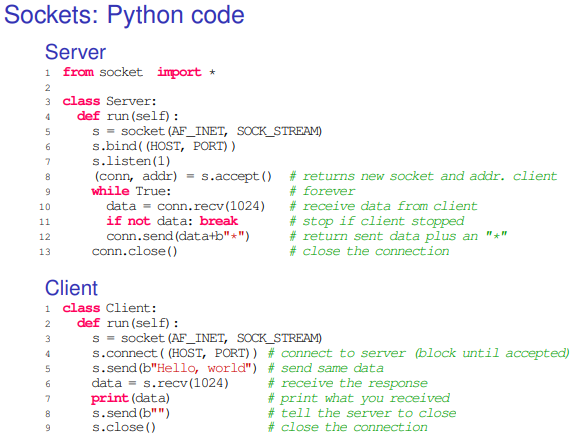 Sockets: Python code
Server
1 from socket import *
2
3 class Server:
4 def run(self):
5 s = socket(AF_INET, SOCK_STREAM)
6 s.bind((HOST, PORT))
7 s.listen(1)
8 (conn, addr) = s.accept() # returns new socket and addr. client
9 while True: # forever
10 data = conn.recv(1024) # receive data from client
11 if not data: break # stop if client stopped
12 conn.send(data+b"*") # return sent data plus an "*"
13 conn.close() # close the connection
Client
1 class Client:
2 def run(self):
3 s = socket(AF_INET, SOCK_STREAM)
4 s.connect((HOST, PORT)) # connect to server (block until accepted)
5 s.send(b"Hello, world") # send same data
6 data = s.recv(1024) # receive the response
7 print(data) # print what you received
8 s.send(b"") # tell the server to close
9 s.close() # close the connection